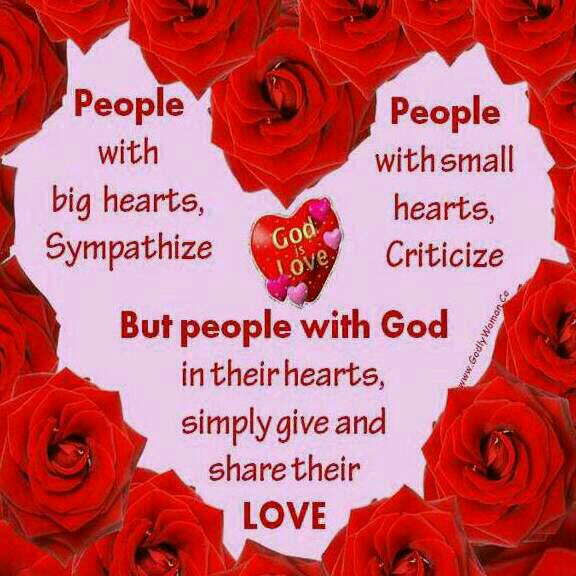 People
with
big hearts,
Sympathize
People
with small
hearts,
Criticize
God
is
Love
But people with God
in their hearts,
simply give and
share their
LOVE
www.GodlyWoman.Co